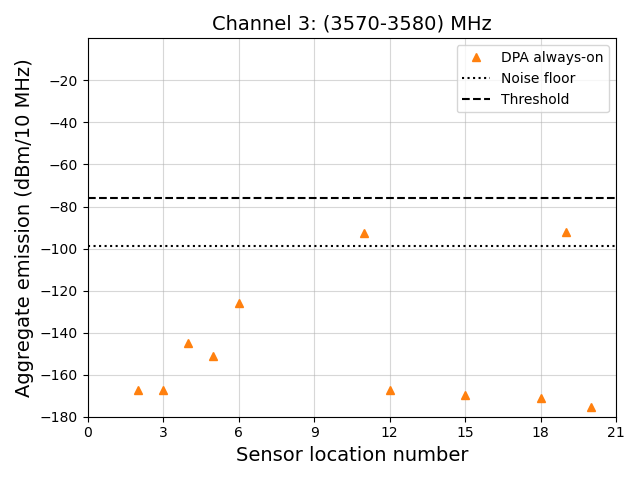 Channel 3: (3570-3580) MHz
DPA always-on
Noise floor
Threshold
Aggregate emission (dBm/10 MHz)
−20
−40
−60
−80
−100
−120
−140
−160
−180
0 3 6 9 12 15 18 21
Sensor location number